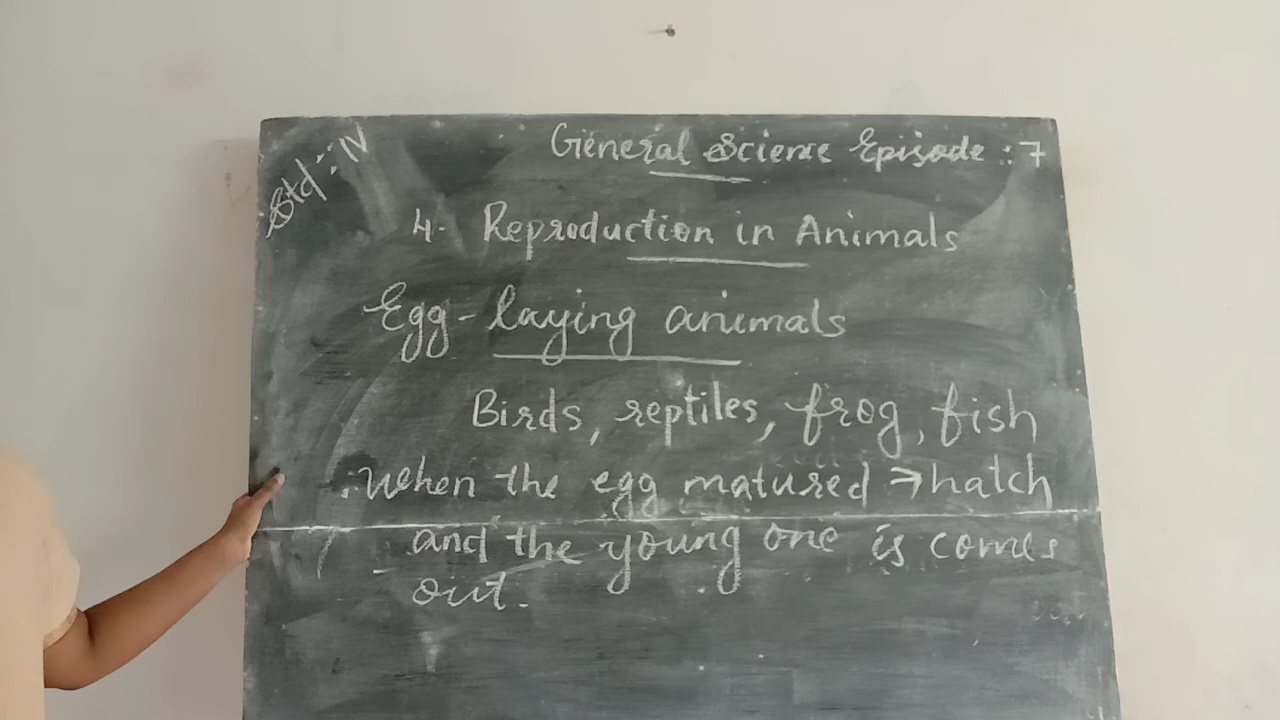 Std: IV
General Science Episode: 7
4. Reproduction in Animals
Egg-laying animals
Birds, reptiles, frog, fish
When the egg matured → hatch
and the young one is comes
out.